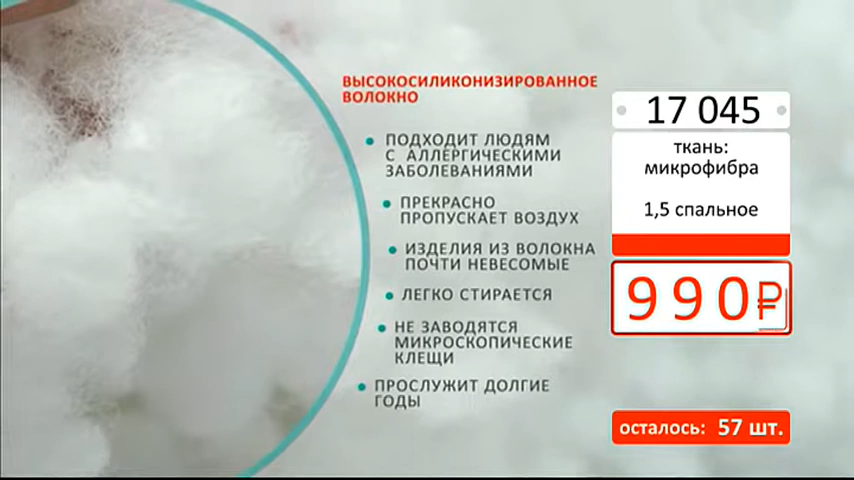 ВЫСОКОСИЛИКОНИЗИРОВАННОЕ
ВОЛОКНО
ПОДХОДИТ ЛЮДЯМ
С АЛЛЕРГИЧЕСКИМИ
ЗАБОЛЕВАНИЯМИ
ПРЕКРАСНО
ПРОПУСКАЕТ ВОЗДУХ
ИЗДЕЛИЯ ИЗ ВОЛОКНА
ПОЧТИ НЕВЕСОМЫЕ
ЛЕГКО СТИРАЕТСЯ
НЕ ЗАВОДЯТСЯ
МИКРОСКОПИЧЕСКИЕ
КЛЕЩИ
ПРОСЛУЖИТ ДОЛГИЕ
ГОДЫ
17 045
ткань:
микрофибра
1,5 спальное
990₽
осталось: 57 шт.